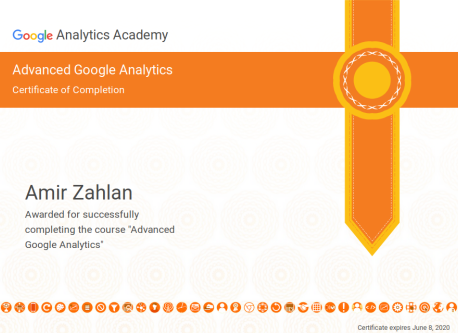 Google Analytics Academy
Advanced Google Analytics
Certificate of Completion
Amir Zahlan
Awarded for successfully
completing the course "Advanced
Google Analytics"
Certificate expires June 8, 2020